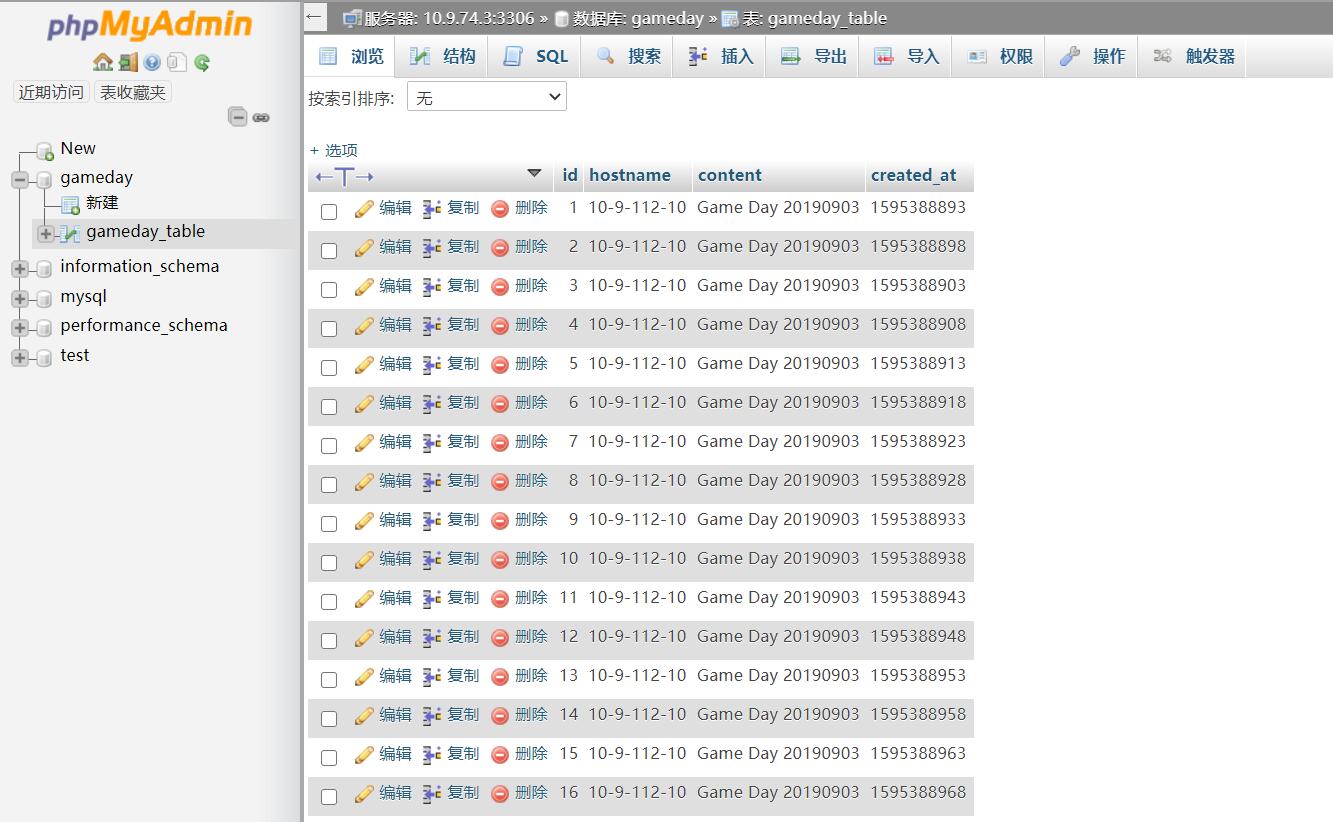 phpMyAdmin
近期访问 表收藏夹
New
gameday
新建
gameday_table
information_schema
mysql
performance_schema
test
← 服务器: 10.9.74.3:3306 » 数据库: gameday » 表: gameday_table
浏览 结构 SQL 搜索 插入 导出 导入 权限 操作 触发器
按索引排序: 无
+ 选项
←T→ id hostname content created_at
编辑 复制 删除 1 10-9-112-10 Game Day 20190903 1595388893
编辑 复制 删除 2 10-9-112-10 Game Day 20190903 1595388898
编辑 复制 删除 3 10-9-112-10 Game Day 20190903 1595388903
编辑 复制 删除 4 10-9-112-10 Game Day 20190903 1595388908
编辑 复制 删除 5 10-9-112-10 Game Day 20190903 1595388913
编辑 复制 删除 6 10-9-112-10 Game Day 20190903 1595388918
编辑 复制 删除 7 10-9-112-10 Game Day 20190903 1595388923
编辑 复制 删除 8 10-9-112-10 Game Day 20190903 1595388928
编辑 复制 删除 9 10-9-112-10 Game Day 20190903 1595388933
编辑 复制 删除 10 10-9-112-10 Game Day 20190903 1595388938
编辑 复制 删除 11 10-9-112-10 Game Day 20190903 1595388943
编辑 复制 删除 12 10-9-112-10 Game Day 20190903 1595388948
编辑 复制 删除 13 10-9-112-10 Game Day 20190903 1595388953
编辑 复制 删除 14 10-9-112-10 Game Day 20190903 1595388958
编辑 复制 删除 15 10-9-112-10 Game Day 20190903 1595388963
编辑 复制 删除 16 10-9-112-10 Game Day 20190903 1595388968